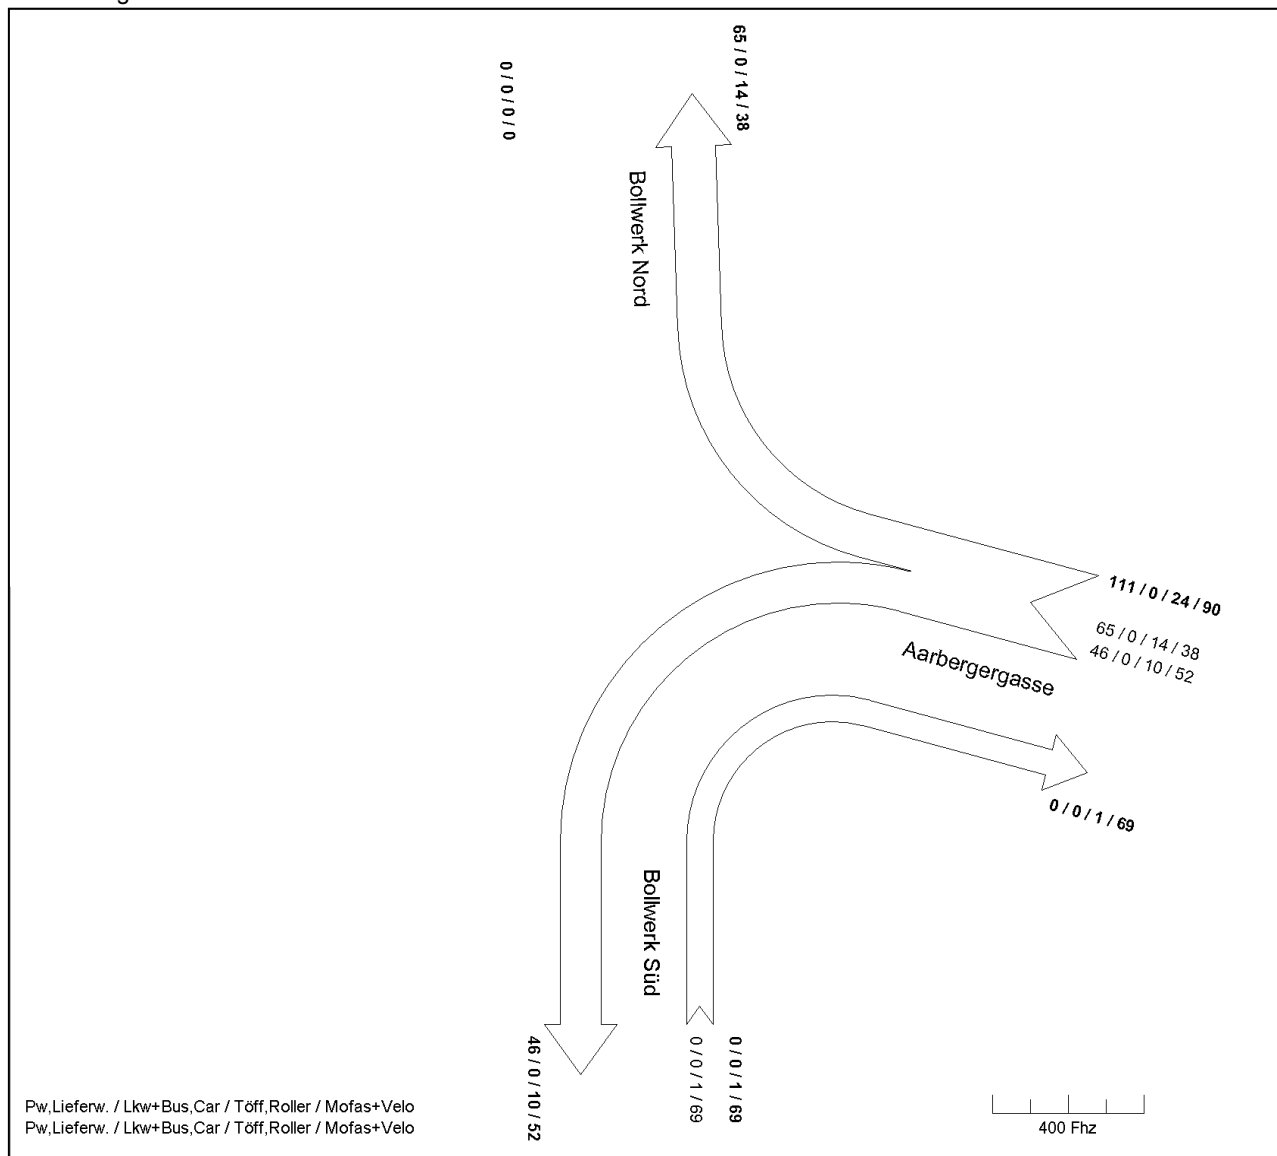 65 / 0 / 14 / 38
0 / 0 / 0 / 0
Bollwerk Nord
111 / 0 / 24 / 90
65 / 0 / 14 / 38
46 / 0 / 10 / 52
Aarbergergasse
0 / 0 / 1 / 69
Bollwerk Süd
46 / 0 / 10 / 52
0 / 0 / 1 / 69
0 / 0 / 1 / 69
Pw,Lieferw. / Lkw+Bus,Car / Töff,Roller / Mofas+Velo
Pw,Lieferw. / Lkw+Bus,Car / Töff,Roller / Mofas+Velo
400 Fhz